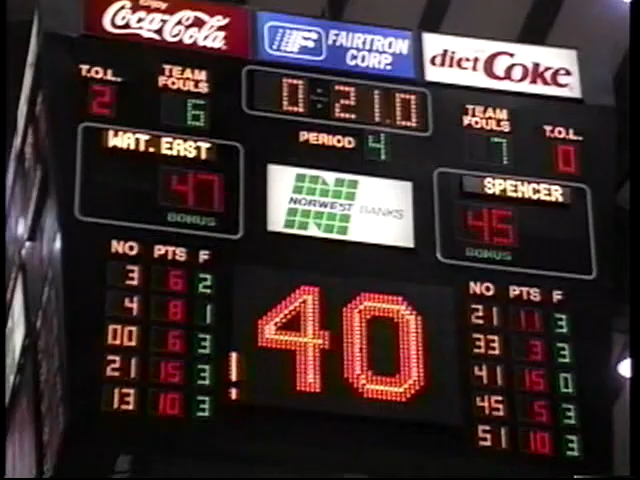 Enjoy
Coca-Cola
FAIRTRON
CORP.
diet Coke
T.O.L. TEAM FOULS 0:21.0 TEAM FOULS T.O.L.
2 6 PERIOD 4 7 0
WAT. EAST SPENCER
47 NORWEST BANKS 45
BONUS BONUS
NO PTS F NO PTS F
3 6 2 21 11 3
4 8 1 33 3 3
00 6 3 41 15 0
21 15 3 45 5 3
13 10 3 51 10 3
40